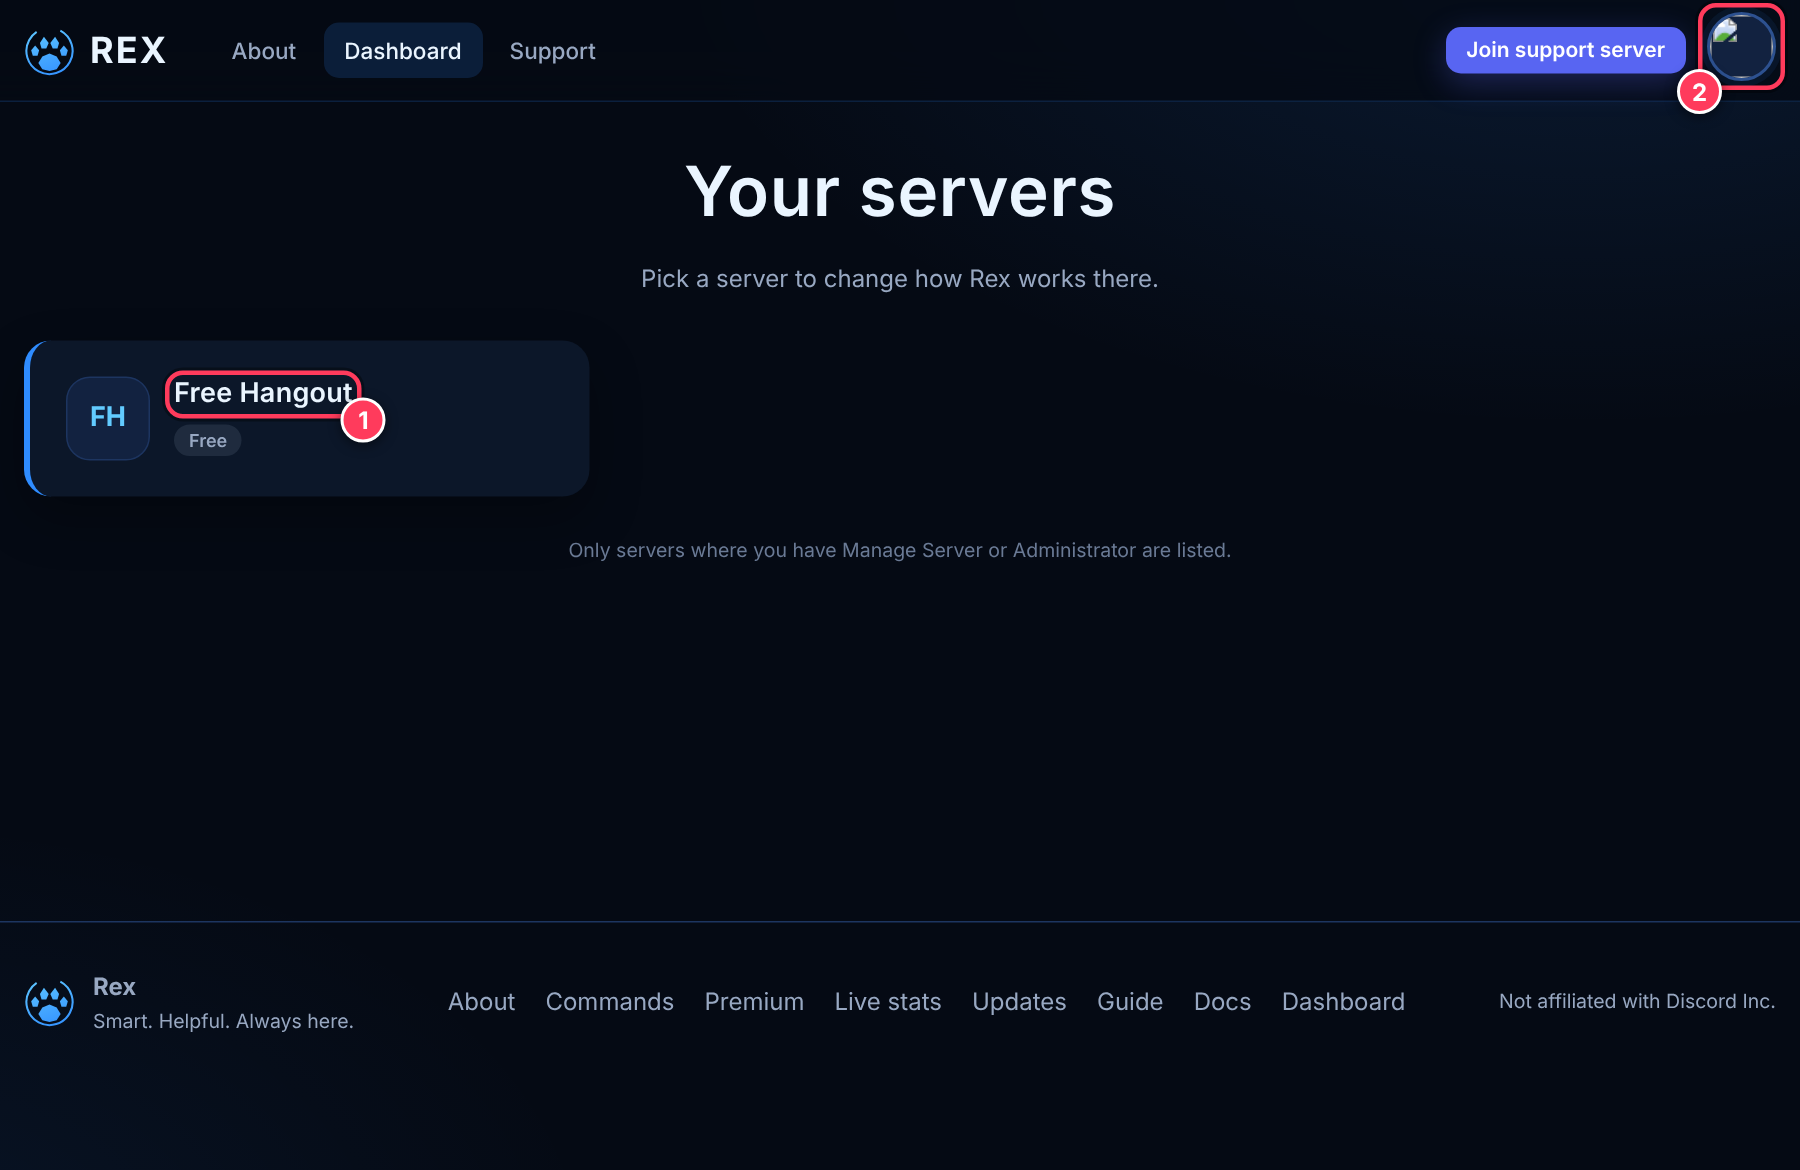 REX
About
Dashboard
Support
Join support server
2
Your servers
Pick a server to change how Rex works there.
FH
Free Hangout
1
Free
Only servers where you have Manage Server or Administrator are listed.
Rex
Smart. Helpful. Always here.
About
Commands
Premium
Live stats
Updates
Guide
Docs
Dashboard
Not affiliated with Discord Inc.